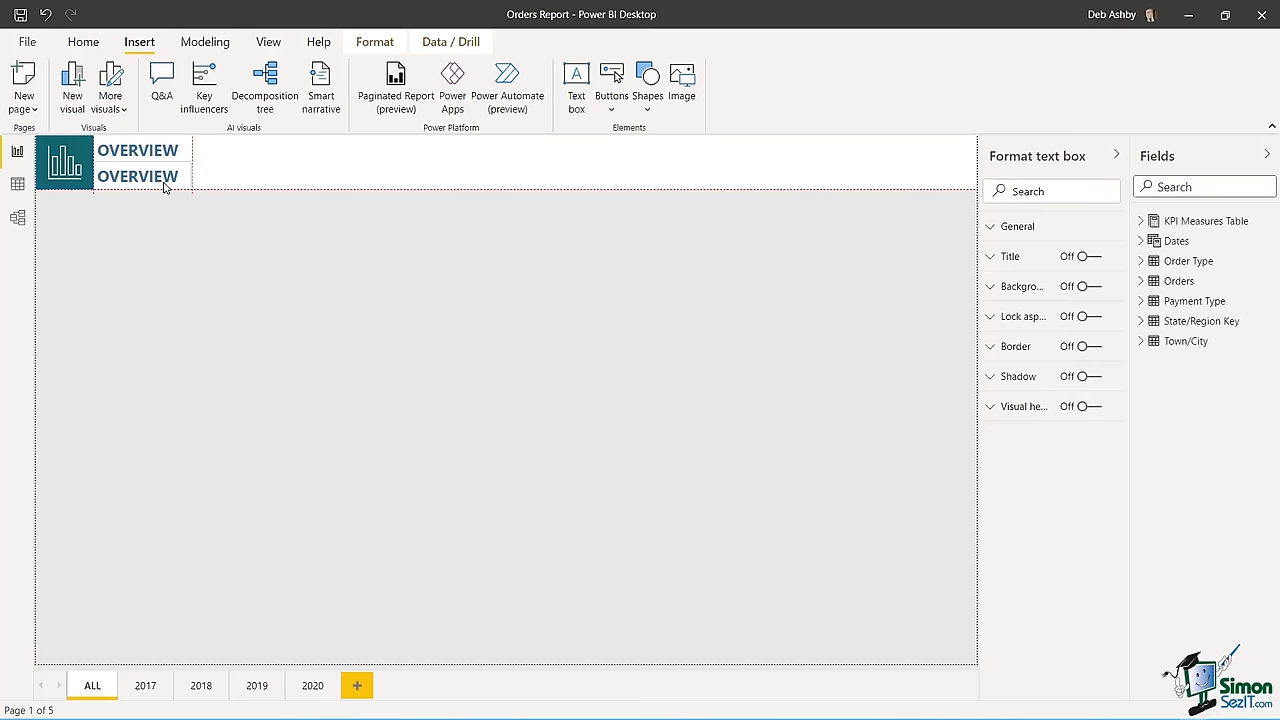 Orders Report - Power BI Desktop
Deb Ashby
File Home Insert Modeling View Help Format Data / Drill
New page
New visual
More visuals
Q&A
Key influencers
Decomposition tree
Smart narrative
Paginated Report (preview)
Power Apps
Power Automate (preview)
Text box
Buttons
Shapes
Image
Pages
Visuals
AI visuals
Power Platform
Elements
OVERVIEW
OVERVIEW
Format text box
Search
General
Title Off
Backgro... Off
Lock asp... Off
Border Off
Shadow Off
Visual he... Off
Fields
Search
KPI Measures Table
Dates
Order Type
Orders
Payment Type
State/Region Key
Town/City
ALL 2017 2018 2019 2020
Page 1 of 5
Simon
SezIT.com